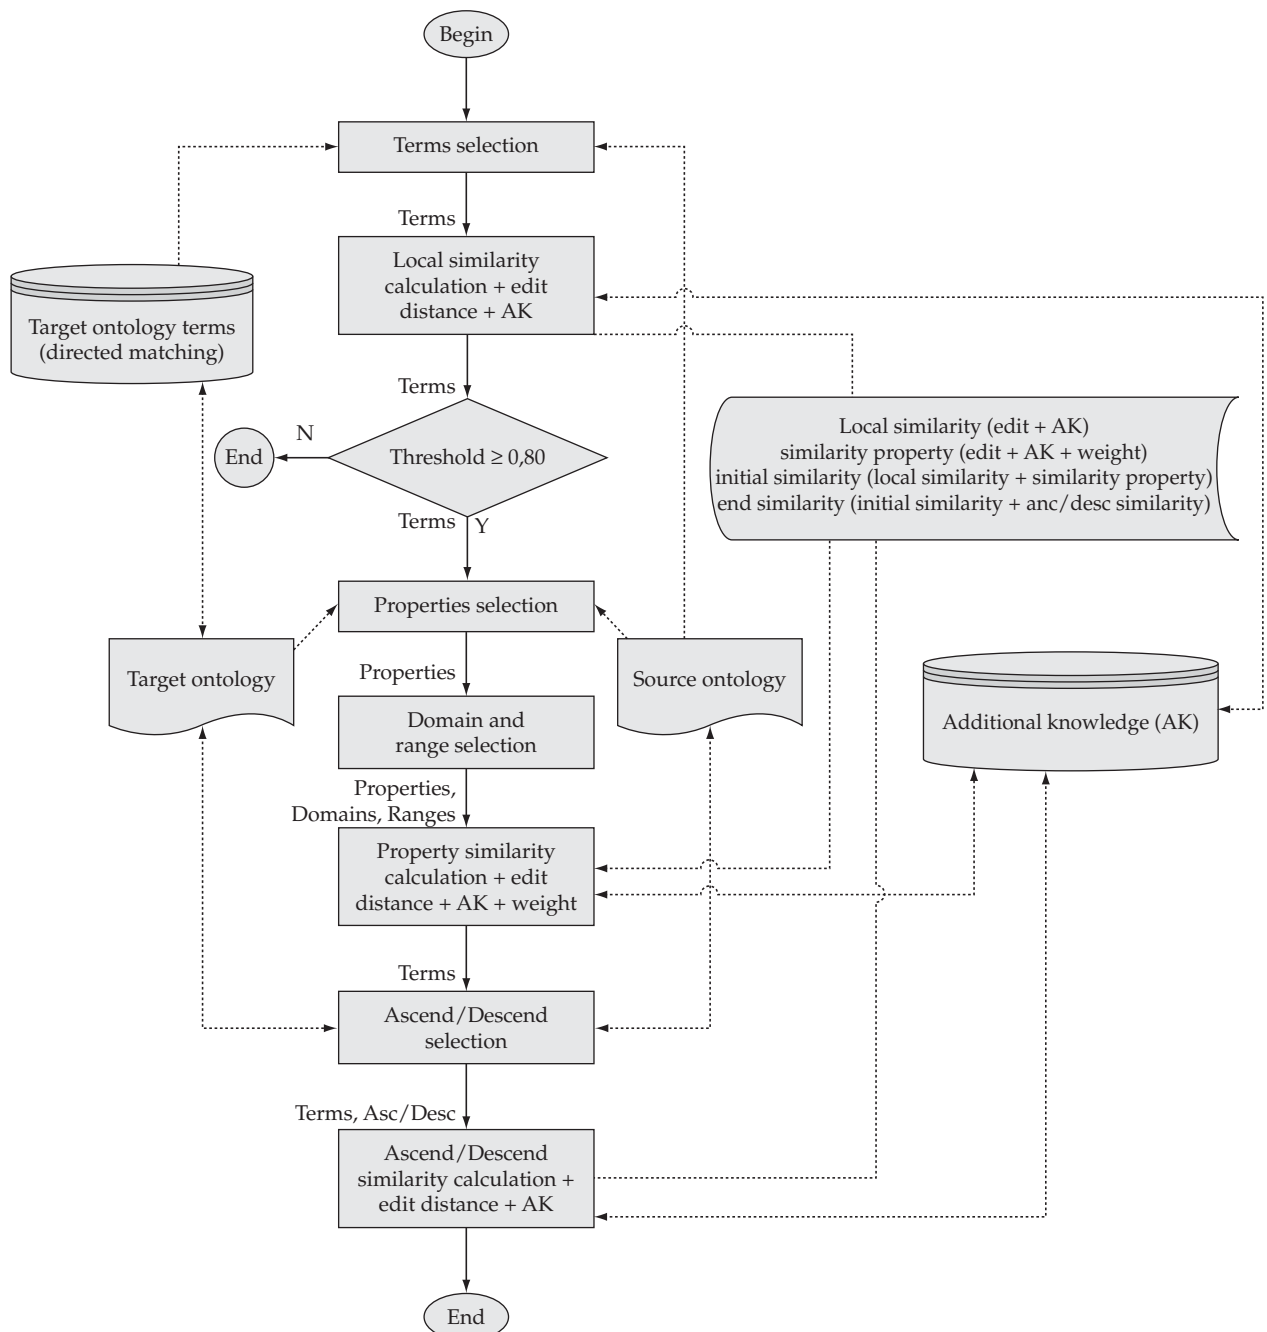 Begin
Terms selection
Terms
Local similarity
calculation + edit
distance + AK
Target ontology terms
(directed matching)
Terms
N
End
Threshold ≥ 0,80
Local similarity (edit + AK)
similarity property (edit + AK + weight)
initial similarity (local similarity + similarity property)
end similarity (initial similarity + anc/desc similarity)
Terms
Y
Properties selection
Target ontology
Properties
Source ontology
Domain and
range selection
Additional knowledge (AK)
Properties,
Domains, Ranges
Property similarity
calculation + edit
distance + AK + weight
Terms
Ascend/Descend
selection
Terms, Asc/Desc
Ascend/Descend
similarity calculation +
edit distance + AK
End